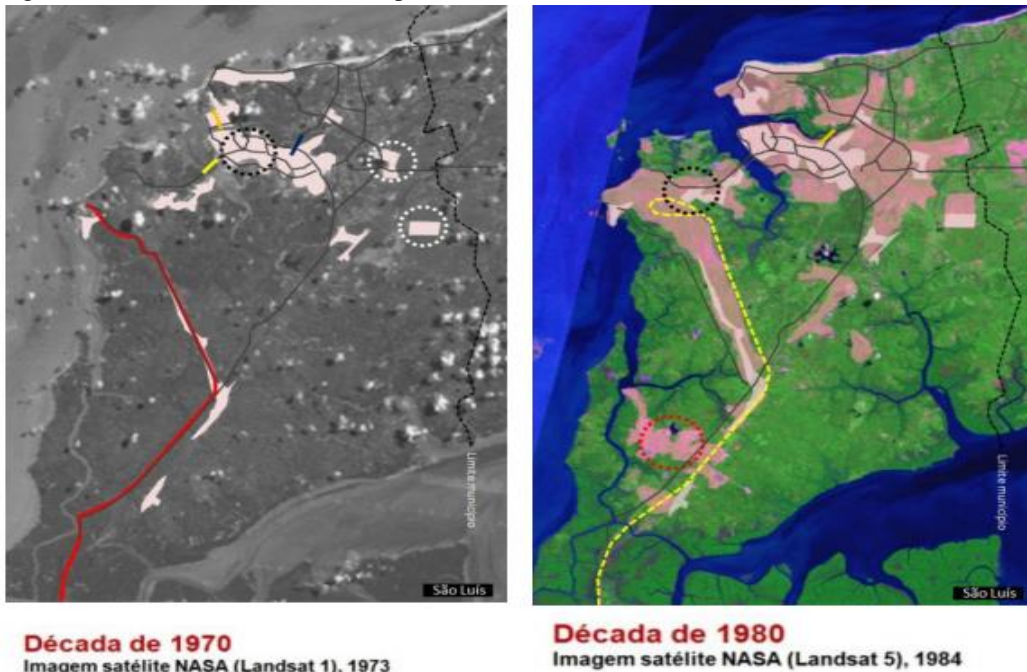 Limite município
São Luís
Década de 1970
Imagem satélite NASA (Landsat 1), 1973
Limite município
São Luís
Década de 1980
Imagem satélite NASA (Landsat 5), 1984